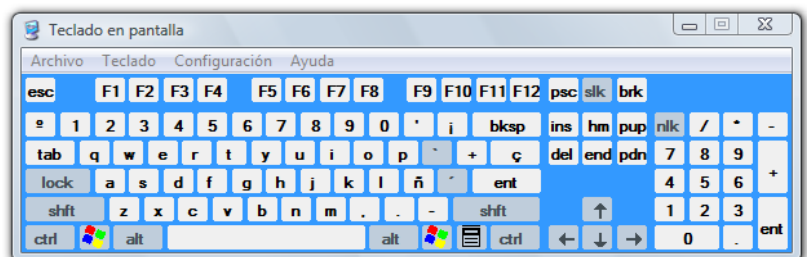 Teclado en pantalla
Archivo Teclado Configuración Ayuda
esc F1 F2 F3 F4 F5 F6 F7 F8 F9 F10 F11 F12 psc slk brk
º 1 2 3 4 5 6 7 8 9 0 ' ¡ bksp ins hm pup nlk / * -
tab q w e r t y u i o p ` + ç del end pdn 7 8 9
lock a s d f g h j k l ñ ´ ent 4 5 6 +
shft z x c v b n m , . - shft ↑ 1 2 3
ctrl alt alt ctrl ← ↓ → 0 . ent